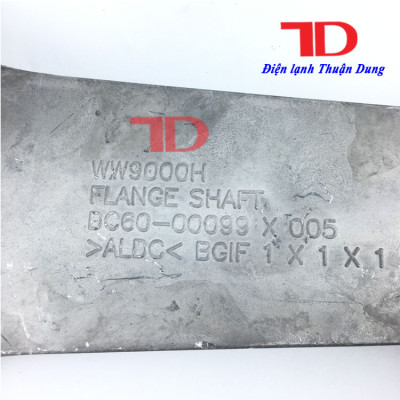 TD
Điện lạnh Thuận Dung
TD
WW9000H
FLANGE SHAFT
DC60-00099 X 005
>ALDC< BGIF 1 X 1 X 1